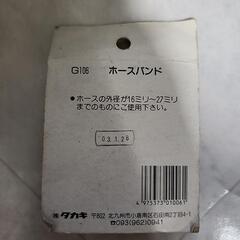 G106 ホースバンド
●ホースの外径が16ミリ～27ミリ
までのものにご使用下さい。
03.1.26
4 975373 010061
㈱タカギ
〒802 北九州市小倉南区石田南2丁目4-1
☎093(962)0941